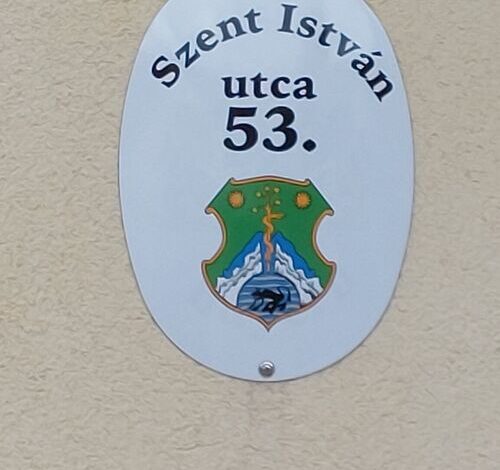 Szent István
utca
53.